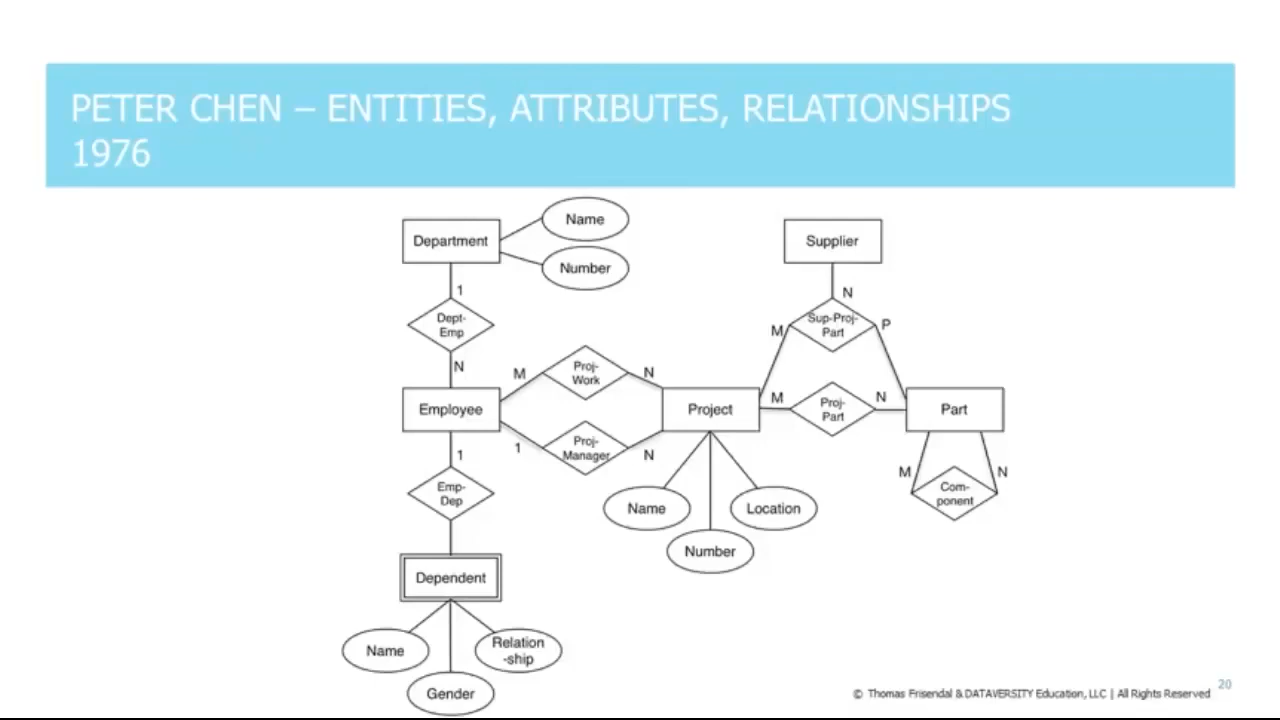 PETER CHEN – ENTITIES, ATTRIBUTES, RELATIONSHIPS
1976
Name
Department
Supplier
Number
1
N
Dept-
Emp
Sup-Proj-
Part
M
P
N
M
Proj-
Work
N
Employee
Project
M
Proj-
Part
N
Part
1
Proj-
Manager
N
1
M
N
Emp-
Dep
Com-
ponent
Name
Location
Number
Dependent
Name
Relation
-ship
Gender
© Thomas Frisendal & DATAVERSITY Education, LLC | All Rights Reserved
20